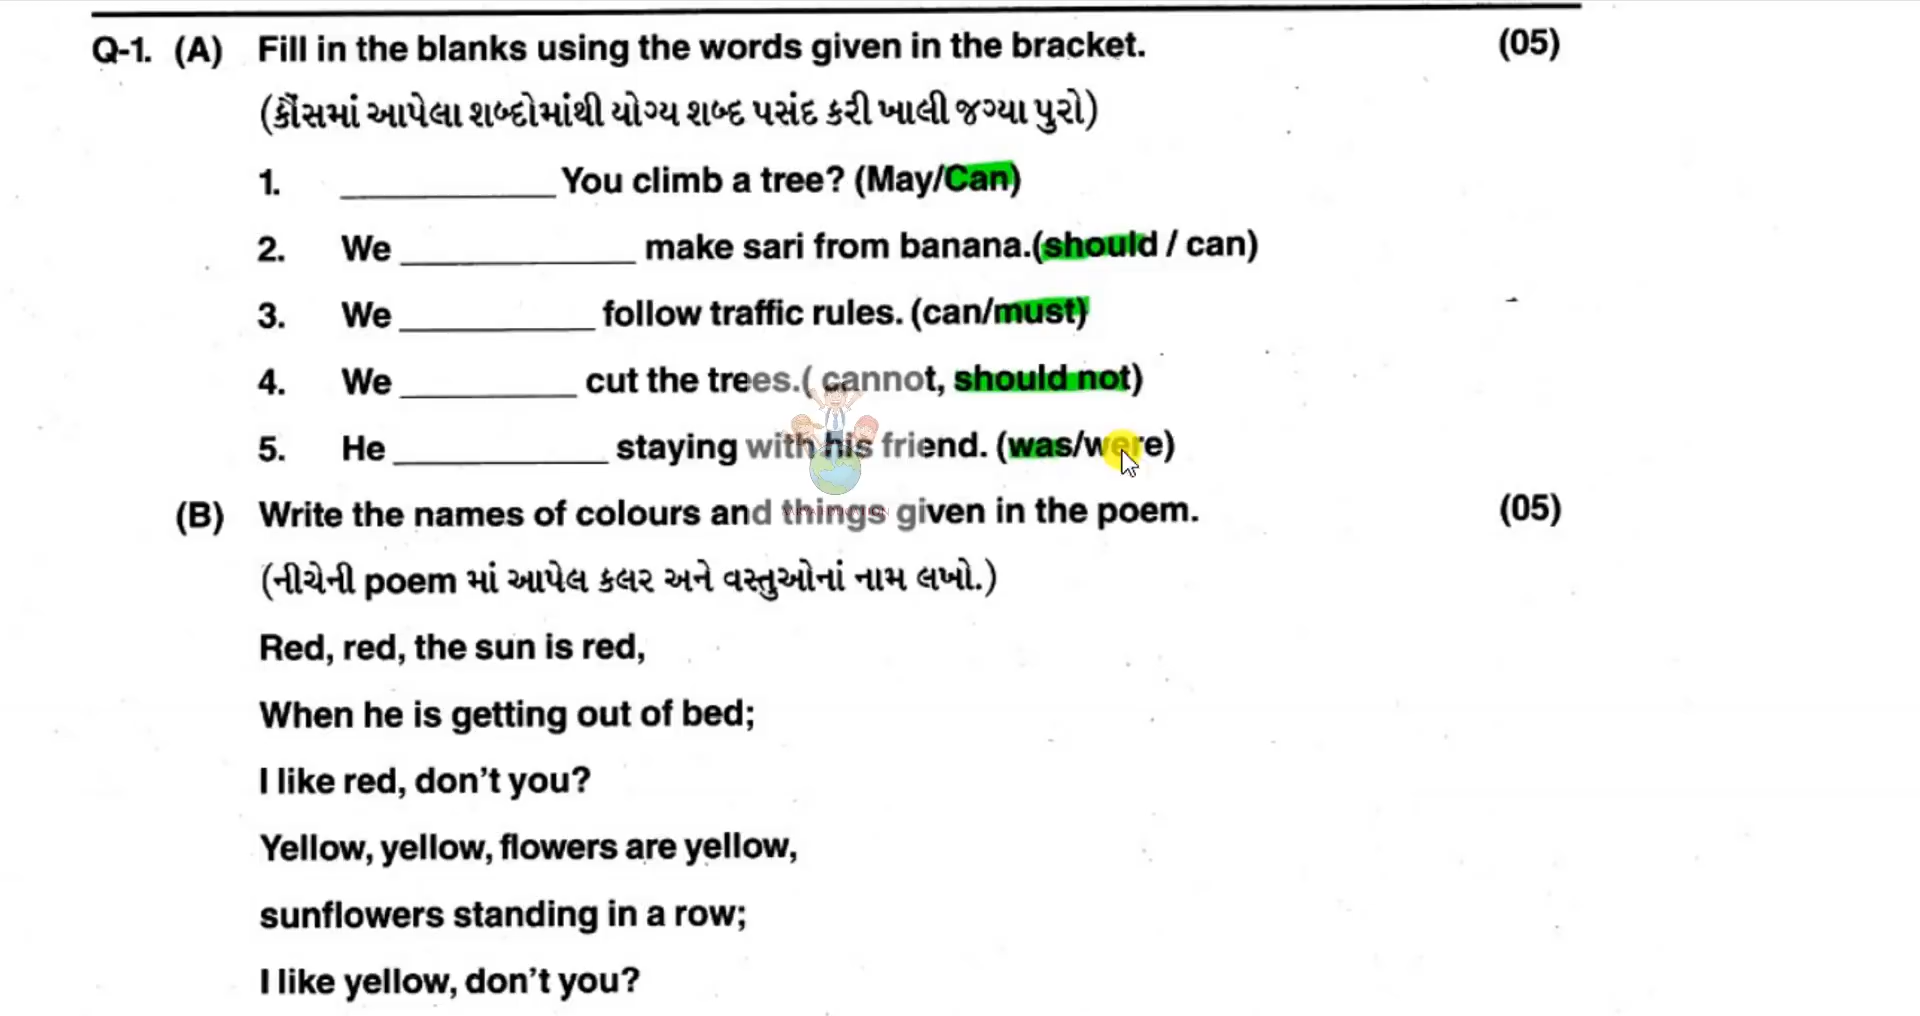 Q-1. (A) Fill in the blanks using the words given in the bracket. (05)
(કૌંસમાં આપેલા શબ્દોમાંથી યોગ્ય શબ્દ પસંદ કરી ખાલી જગ્યા પુરો)
1. ____________ You climb a tree? (May/Can)
2. We ____________ make sari from banana.(should / can)
3. We ____________ follow traffic rules. (can/must)
4. We ____________ cut the trees.( cannot, should not)
5. He ____________ staying with his friend. (was/were)
(B) Write the names of colours and things given in the poem. (05)
(નીચેની poem માં આપેલ કલર અને વસ્તુઓનાં નામ લખો.)
Red, red, the sun is red,
When he is getting out of bed;
I like red, don't you?
Yellow, yellow, flowers are yellow,
sunflowers standing in a row;
I like yellow, don't you?